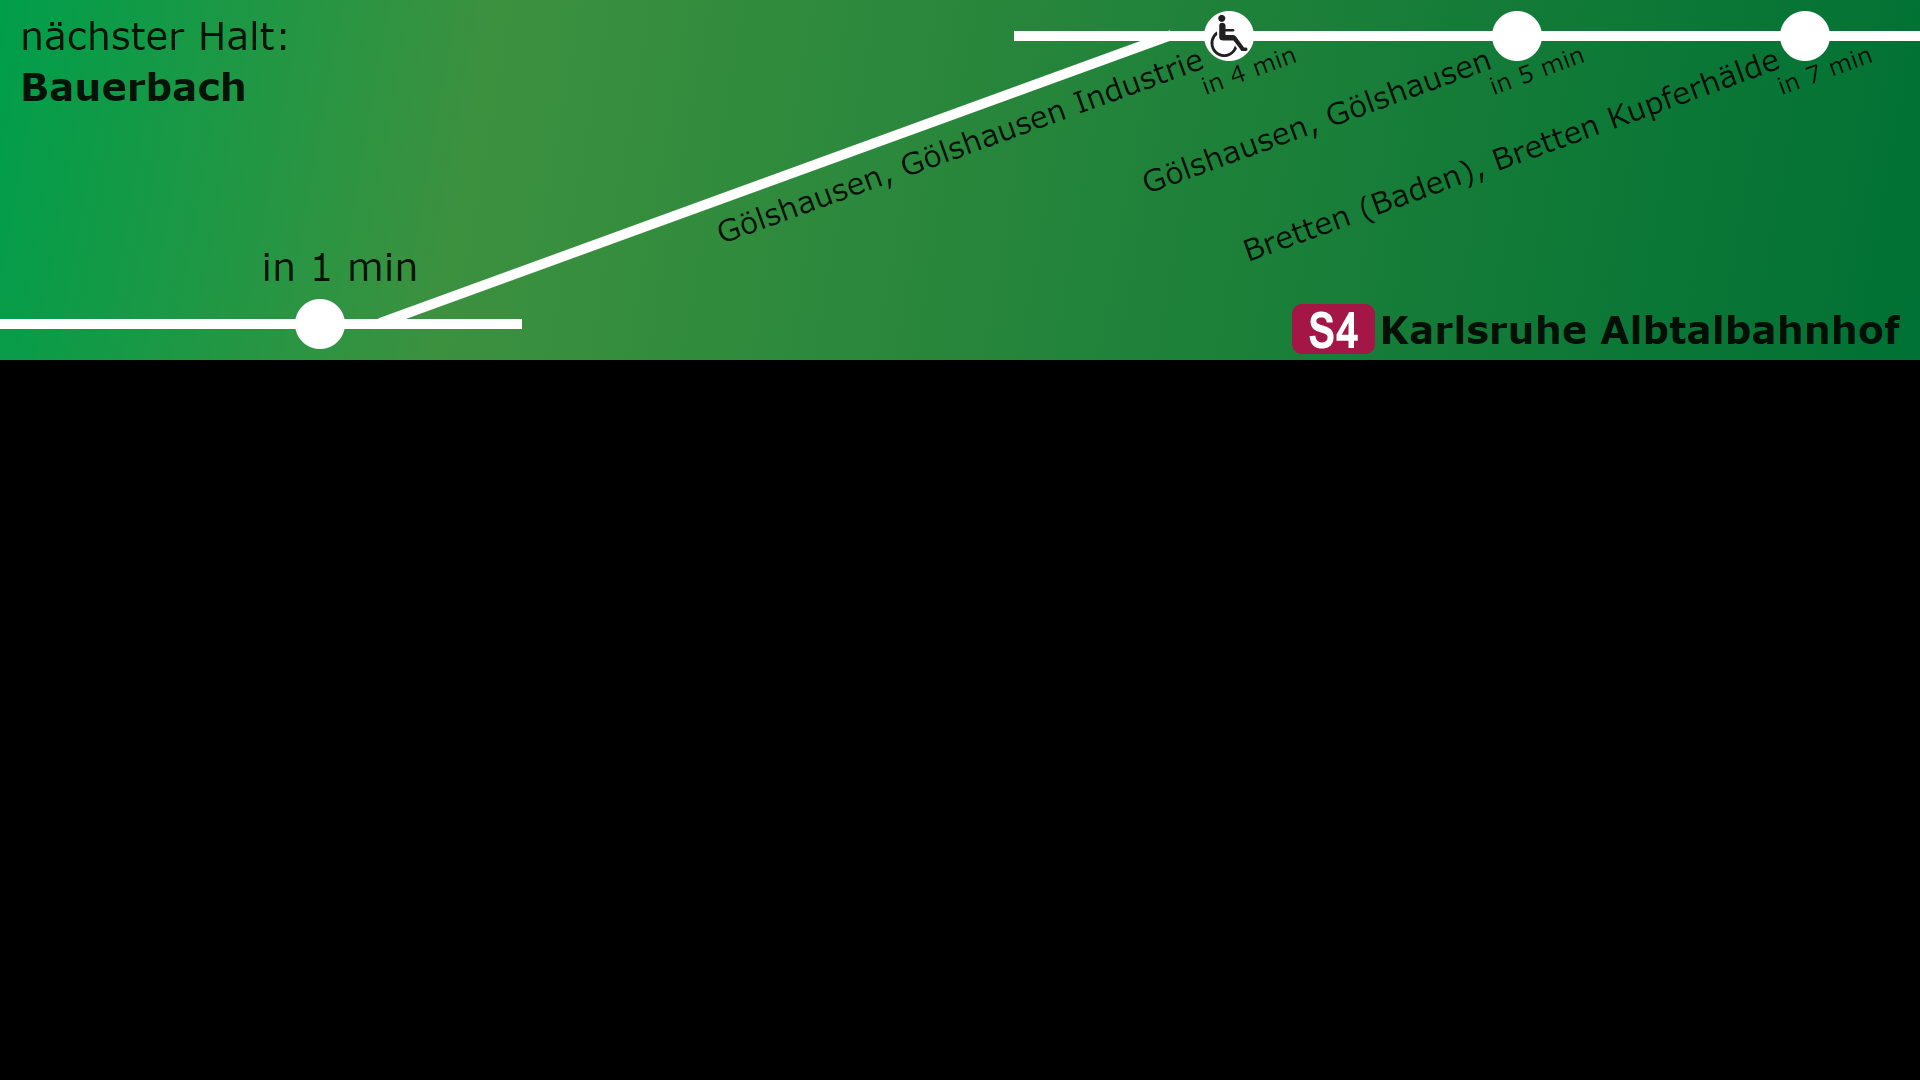 nächster Halt:
Bauerbach
in 1 min
Gölshausen, Gölshausen Industrie
in 4 min
Gölshausen, Gölshausen
in 5 min
Bretten (Baden), Bretten Kupferhälde
in 7 min
S4 Karlsruhe Albtalbahnhof